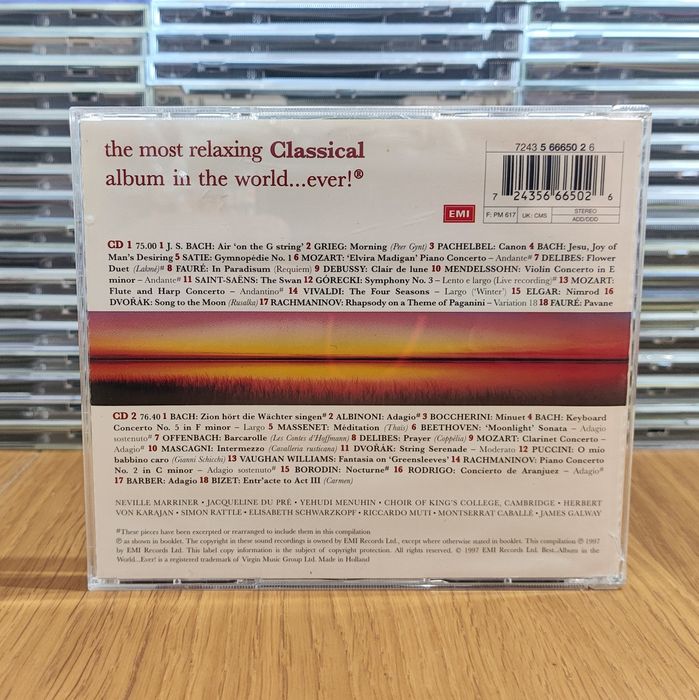 the most relaxing Classical
album in the world...ever!®
7243 5 66650 2 6
7 24356 66502 6
EMI
F: PM 617
UK: CMS
STEREO
ADD/DDD
CD 1 75.00 1 J. S. BACH: Air 'on the G string' 2 GRIEG: Morning (Peer Gynt) 3 PACHELBEL: Canon 4 BACH: Jesu, Joy of
Man's Desiring 5 SATIE: Gymnopédie No. 1 6 MOZART: 'Elvira Madigan' Piano Concerto – Andante# 7 DELIBES: Flower
Duet (Lakmé)# 8 FAURÉ: In Paradisum (Requiem) 9 DEBUSSY: Clair de lune 10 MENDELSSOHN: Violin Concerto in E
minor – Andante# 11 SAINT-SAËNS: The Swan 12 GÓRECKI: Symphony No. 3 – Lento e largo (Live recording)# 13 MOZART:
Flute and Harp Concerto – Andantino# 14 VIVALDI: The Four Seasons – Largo ('Winter') 15 ELGAR: Nimrod 16
DVOŘÁK: Song to the Moon (Rusalka) 17 RACHMANINOV: Rhapsody on a Theme of Paganini – Variation 18 18 FAURÉ: Pavane
CD 2 76.40 1 BACH: Zion hört die Wächter singen# 2 ALBINONI: Adagio# 3 BOCCHERINI: Minuet 4 BACH: Keyboard
Concerto No. 5 in F minor – Largo 5 MASSENET: Méditation (Thaïs) 6 BEETHOVEN: 'Moonlight' Sonata – Adagio
sostenuto# 7 OFFENBACH: Barcarolle (Les Contes d'Hoffmann) 8 DELIBES: Prayer (Coppélia) 9 MOZART: Clarinet Concerto –
Adagio# 10 MASCAGNI: Intermezzo (Cavalleria rusticana) 11 DVOŘÁK: String Serenade – Moderato 12 PUCCINI: O mio
babbino caro (Gianni Schicchi) 13 VAUGHAN WILLIAMS: Fantasia on 'Greensleeves' 14 RACHMANINOV: Piano Concerto
No. 2 in C minor – Adagio sostenuto# 15 BORODIN: Nocturne# 16 RODRIGO: Concierto de Aranjuez – Adagio#
17 BARBER: Adagio 18 BIZET: Entr'acte to Act III (Carmen)
NEVILLE MARRINER · JACQUELINE DU PRÉ · YEHUDI MENUHIN · CHOIR OF KING'S COLLEGE, CAMBRIDGE · HERBERT
VON KARAJAN · SIMON RATTLE · ELISABETH SCHWARZKOPF · RICCARDO MUTI · MONTSERRAT CABALLÉ · JAMES GALWAY
#These pieces have been excerpted or rearranged to include them in this compilation
℗ as shown in booklet. The copyright in these sound recordings is owned by EMI Records Ltd., except where otherwise stated in booklet. This compilation ℗ 1997
by EMI Records Ltd. This label copy information is the subject of copyright protection. All rights reserved. © 1997 EMI Records Ltd. Best...Album in the
World...Ever! is a registered trademark of Virgin Music Group Ltd. Made in Holland